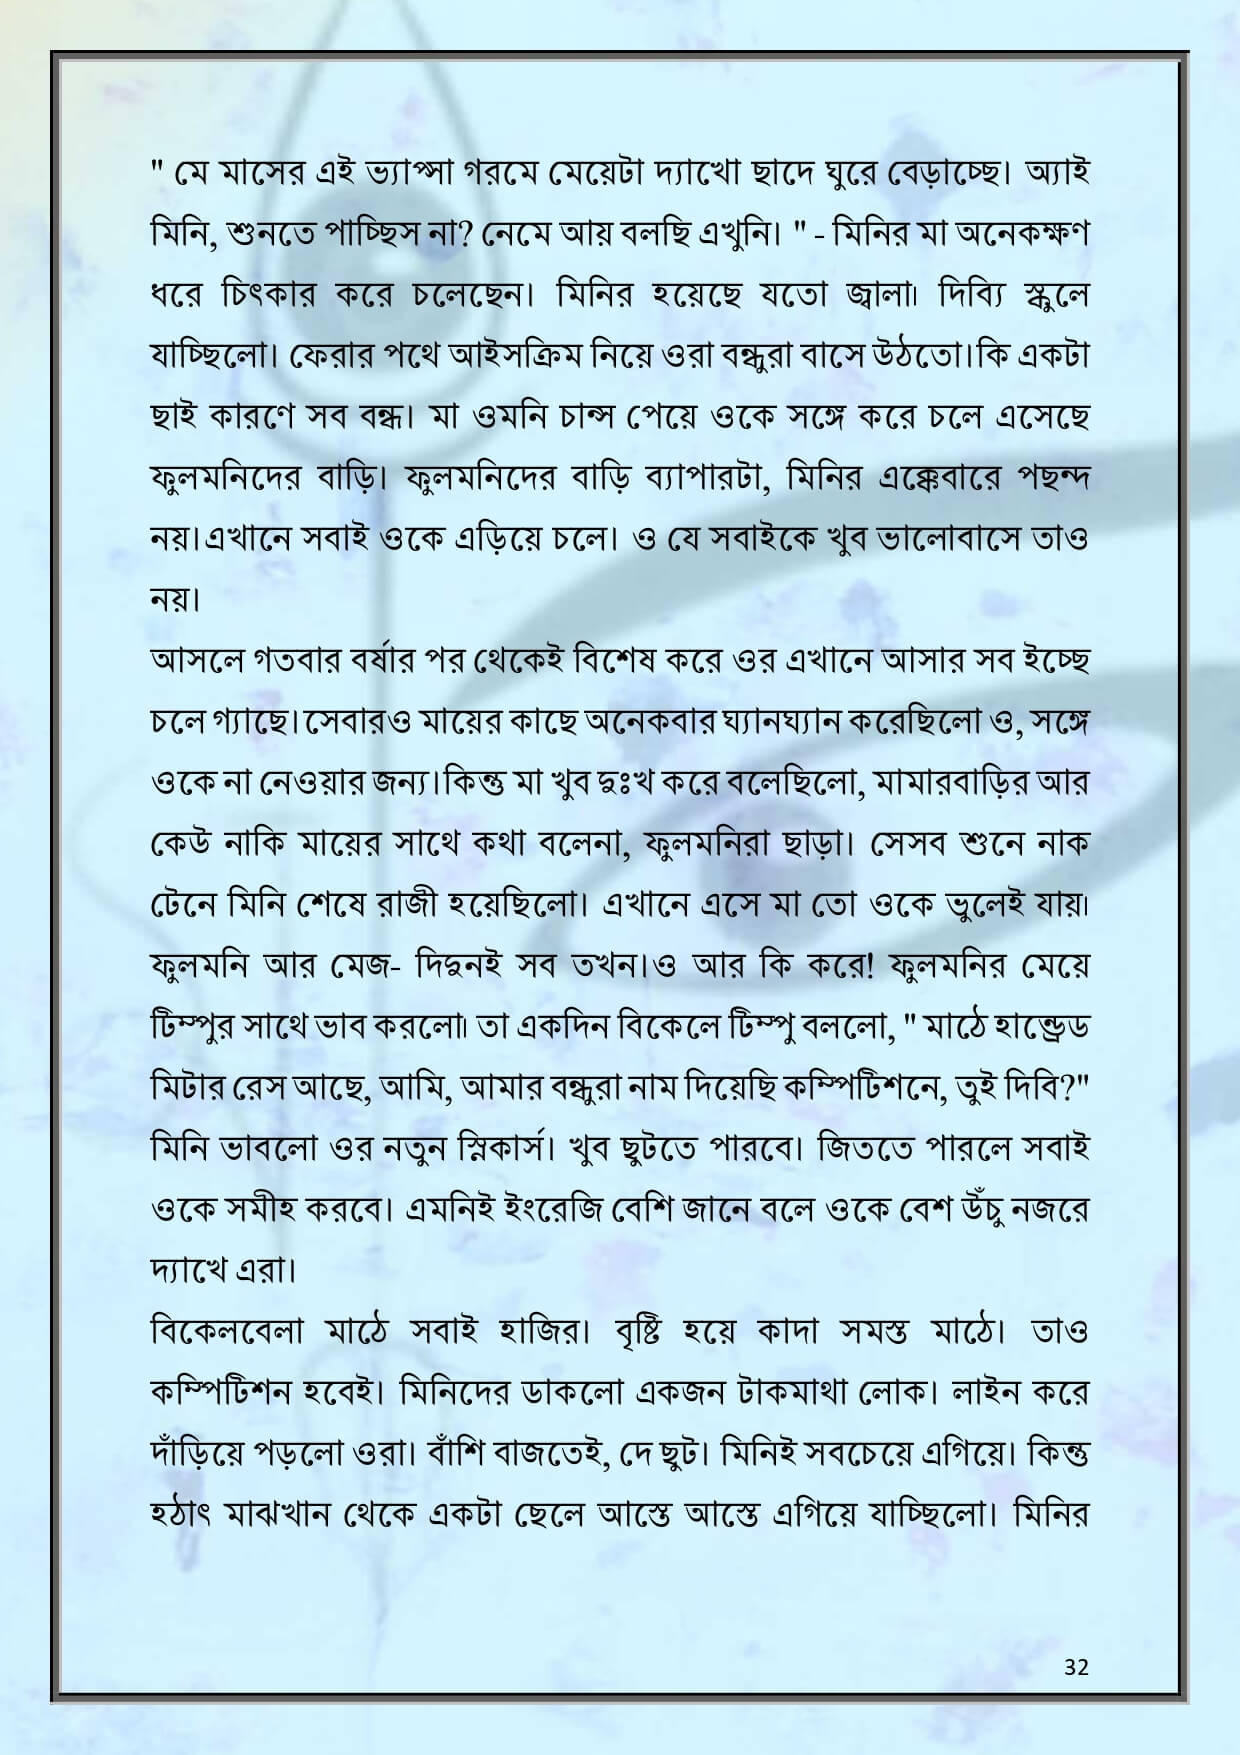 " মে মাসের এই ভ্যাপ্সা গরমে মেয়েটা দ্যাখো ছাদে ঘুরে বেড়াচ্ছে। অ্যাই
মিনি, শুনতে পাচ্ছিস না? নেমে আয় বলছি এখুনি। " - মিনির মা অনেকক্ষণ
ধরে চিৎকার করে চলেছেন। মিনির হয়েছে যতো জ্বালা। দিব্যি স্কুলে
যাচ্ছিলো। ফেরার পথে আইসক্রিম নিয়ে ওরা বন্ধুরা বাসে উঠতো।কি একটা
ছাই কারণে সব বন্ধ। মা ওমনি চান্স পেয়ে ওকে সঙ্গে করে চলে এসেছে
ফুলমনিদের বাড়ি। ফুলমনিদের বাড়ি ব্যাপারটা, মিনির এক্কেবারে পছন্দ
নয়।এখানে সবাই ওকে এড়িয়ে চলে। ও যে সবাইকে খুব ভালোবাসে তাও
নয়।
আসলে গতবার বর্ষার পর থেকেই বিশেষ করে ওর এখানে আসার সব ইচ্ছে
চলে গ্যাছে।সেবারও মায়ের কাছে অনেকবার ঘ্যানঘ্যান করেছিলো ও, সঙ্গে
ওকে না নেওয়ার জন্য।কিন্তু মা খুব দুঃখ করে বলেছিলো, মামারবাড়ির আর
কেউ নাকি মায়ের সাথে কথা বলেনা, ফুলমনিরা ছাড়া। সেসব শুনে নাক
টেনে মিনি শেষে রাজী হয়েছিলো। এখানে এসে মা তো ওকে ভুলেই যায়।
ফুলমনি আর মেজ- দিদুনই সব তখন।ও আর কি করে! ফুলমনির মেয়ে
টিম্পুর সাথে ভাব করলো। তা একদিন বিকেলে টিম্পু বললো, " মাঠে হান্ড্রেড
মিটার রেস আছে, আমি, আমার বন্ধুরা নাম দিয়েছি কম্পিটিশনে, তুই দিবি?"
মিনি ভাবলো ওর নতুন স্নিকার্স। খুব ছুটতে পারবে। জিততে পারলে সবাই
ওকে সমীহ করবে। এমনিই ইংরেজি বেশি জানে বলে ওকে বেশ উঁচু নজরে
দ্যাখে এরা।
বিকেলবেলা মাঠে সবাই হাজির। বৃষ্টি হয়ে কাদা সমস্ত মাঠে। তাও
কম্পিটিশন হবেই। মিনিদের ডাকলো একজন টাকমাথা লোক। লাইন করে
দাঁড়িয়ে পড়লো ওরা। বাঁশি বাজতেই, দে ছুট। মিনিই সবচেয়ে এগিয়ে। কিন্তু
হঠাৎ মাঝখান থেকে একটা ছেলে আস্তে আস্তে এগিয়ে যাচ্ছিলো। মিনির
32